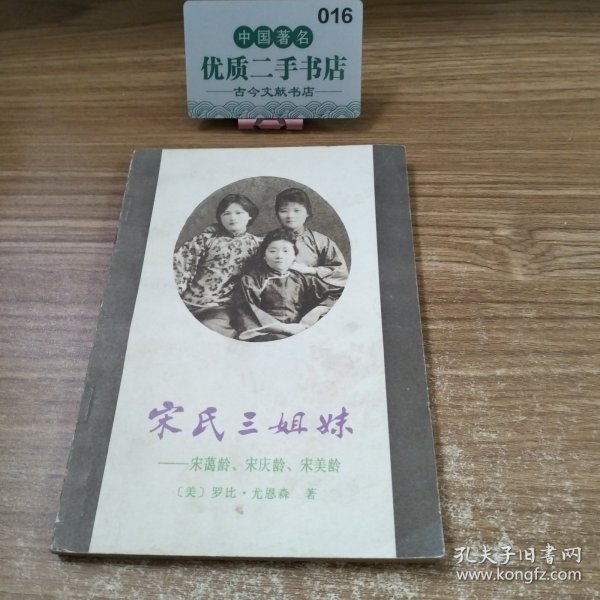 016
中国著名
优质二手书店
——古今文献书店——
宋氏三姐妹
——宋蔼龄、宋庆龄、宋美龄
〔美〕罗比·尤恩森 著
孔夫子旧书网
www.kongfz.com